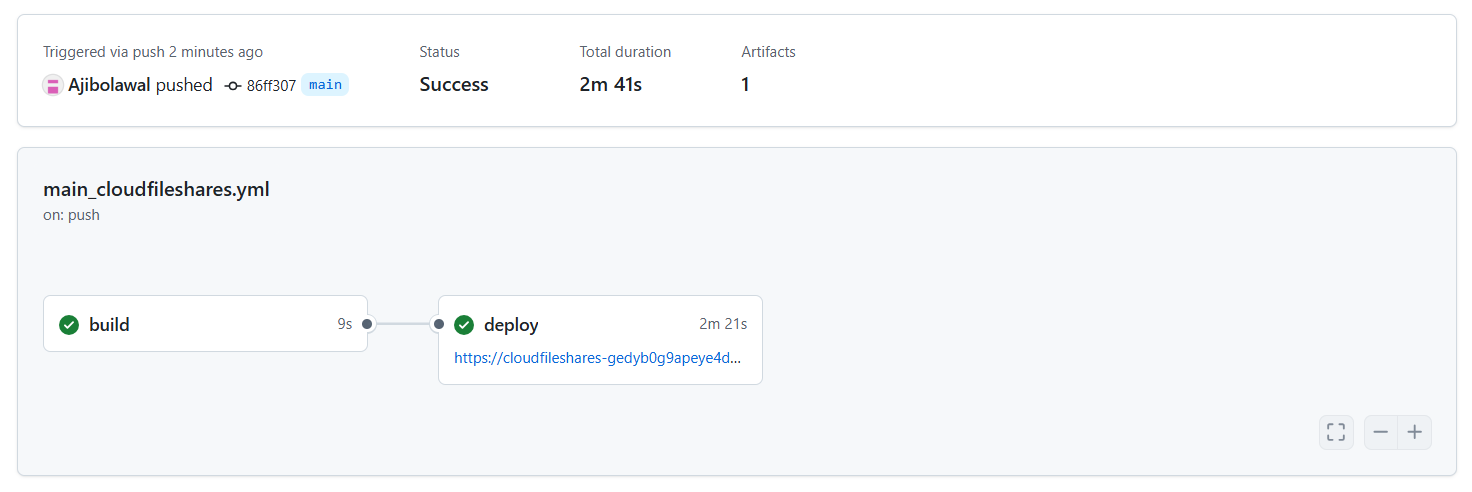 Triggered via push 2 minutes ago
Ajibolawal pushed 86ff307 main
Status
Success
Total duration
2m 41s
Artifacts
1
main_cloudfileshares.yml
on: push
build 9s
deploy 2m 21s
https://cloudfileshares-gedyb0g9apeye4d...